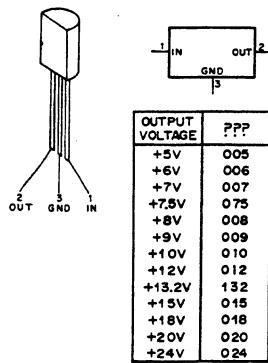 1 IN OUT 2
GND
3
2 3 1
OUT GND IN
OUTPUT VOLTAGE ???
+5V 005
+6V 006
+7V 007
+7.5V 075
+8V 008
+9V 009
+10V 010
+12V 012
+13.2V 132
+15V 015
+18V 018
+20V 020
+24V 024